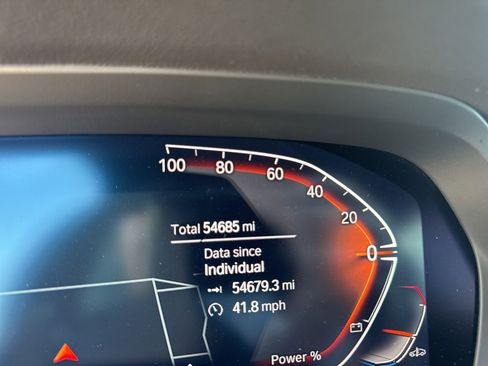 100 80 60 40 20 0
Total 54685 mi
Data since
Individual
54679.3 mi
41.8 mph
Power %